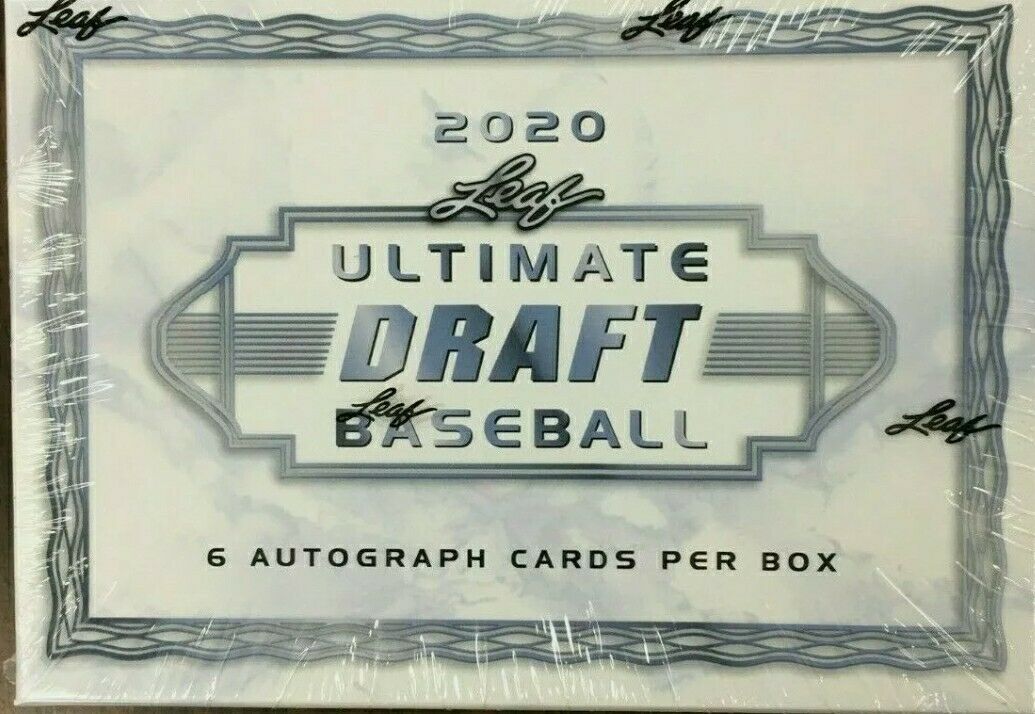 Leaf Leaf
2020
Leaf
ULTIMATE
DRAFT
Leaf
BASEBALL
Leaf
6 AUTOGRAPH CARDS PER BOX